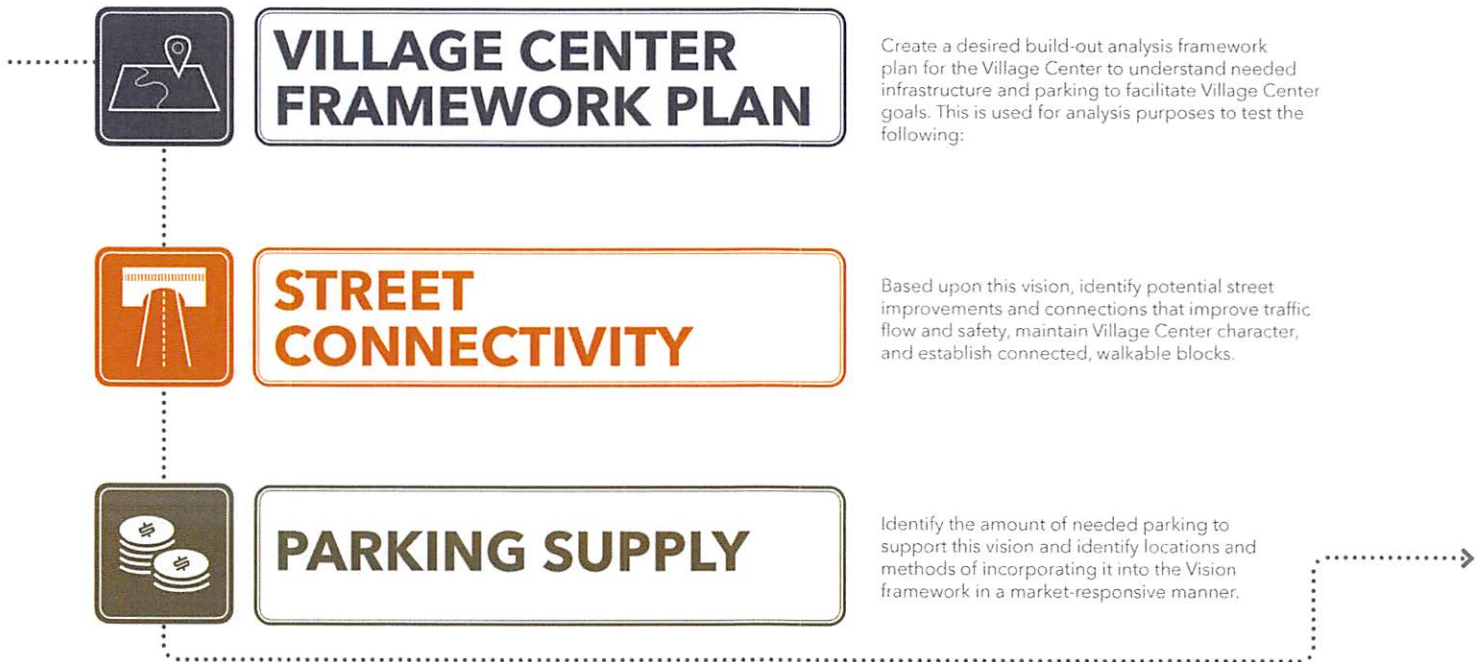 VILLAGE CENTER
FRAMEWORK PLAN
Create a desired build-out analysis framework
plan for the Village Center to understand needed
infrastructure and parking to facilitate Village Center
goals. This is used for analysis purposes to test the
following:
STREET
CONNECTIVITY
Based upon this vision, identify potential street
improvements and connections that improve traffic
flow and safety, maintain Village Center character,
and establish connected, walkable blocks.
PARKING SUPPLY
Identify the amount of needed parking to
support this vision and identify locations and
methods of incorporating it into the Vision
framework in a market-responsive manner.
$
$